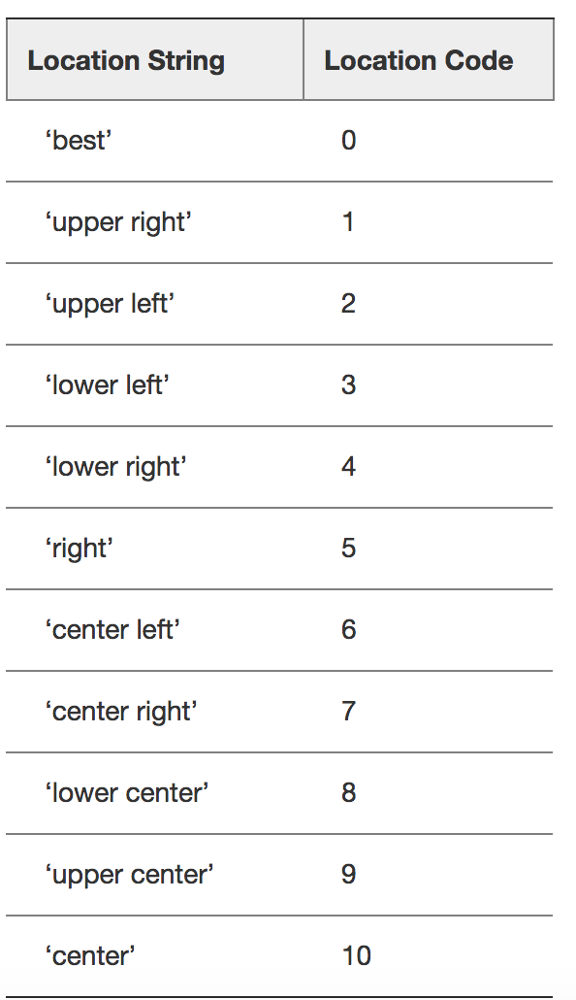 Location String Location Code
‘best’ 0
‘upper right’ 1
‘upper left’ 2
‘lower left’ 3
‘lower right’ 4
‘right’ 5
‘center left’ 6
‘center right’ 7
‘lower center’ 8
‘upper center’ 9
‘center’ 10